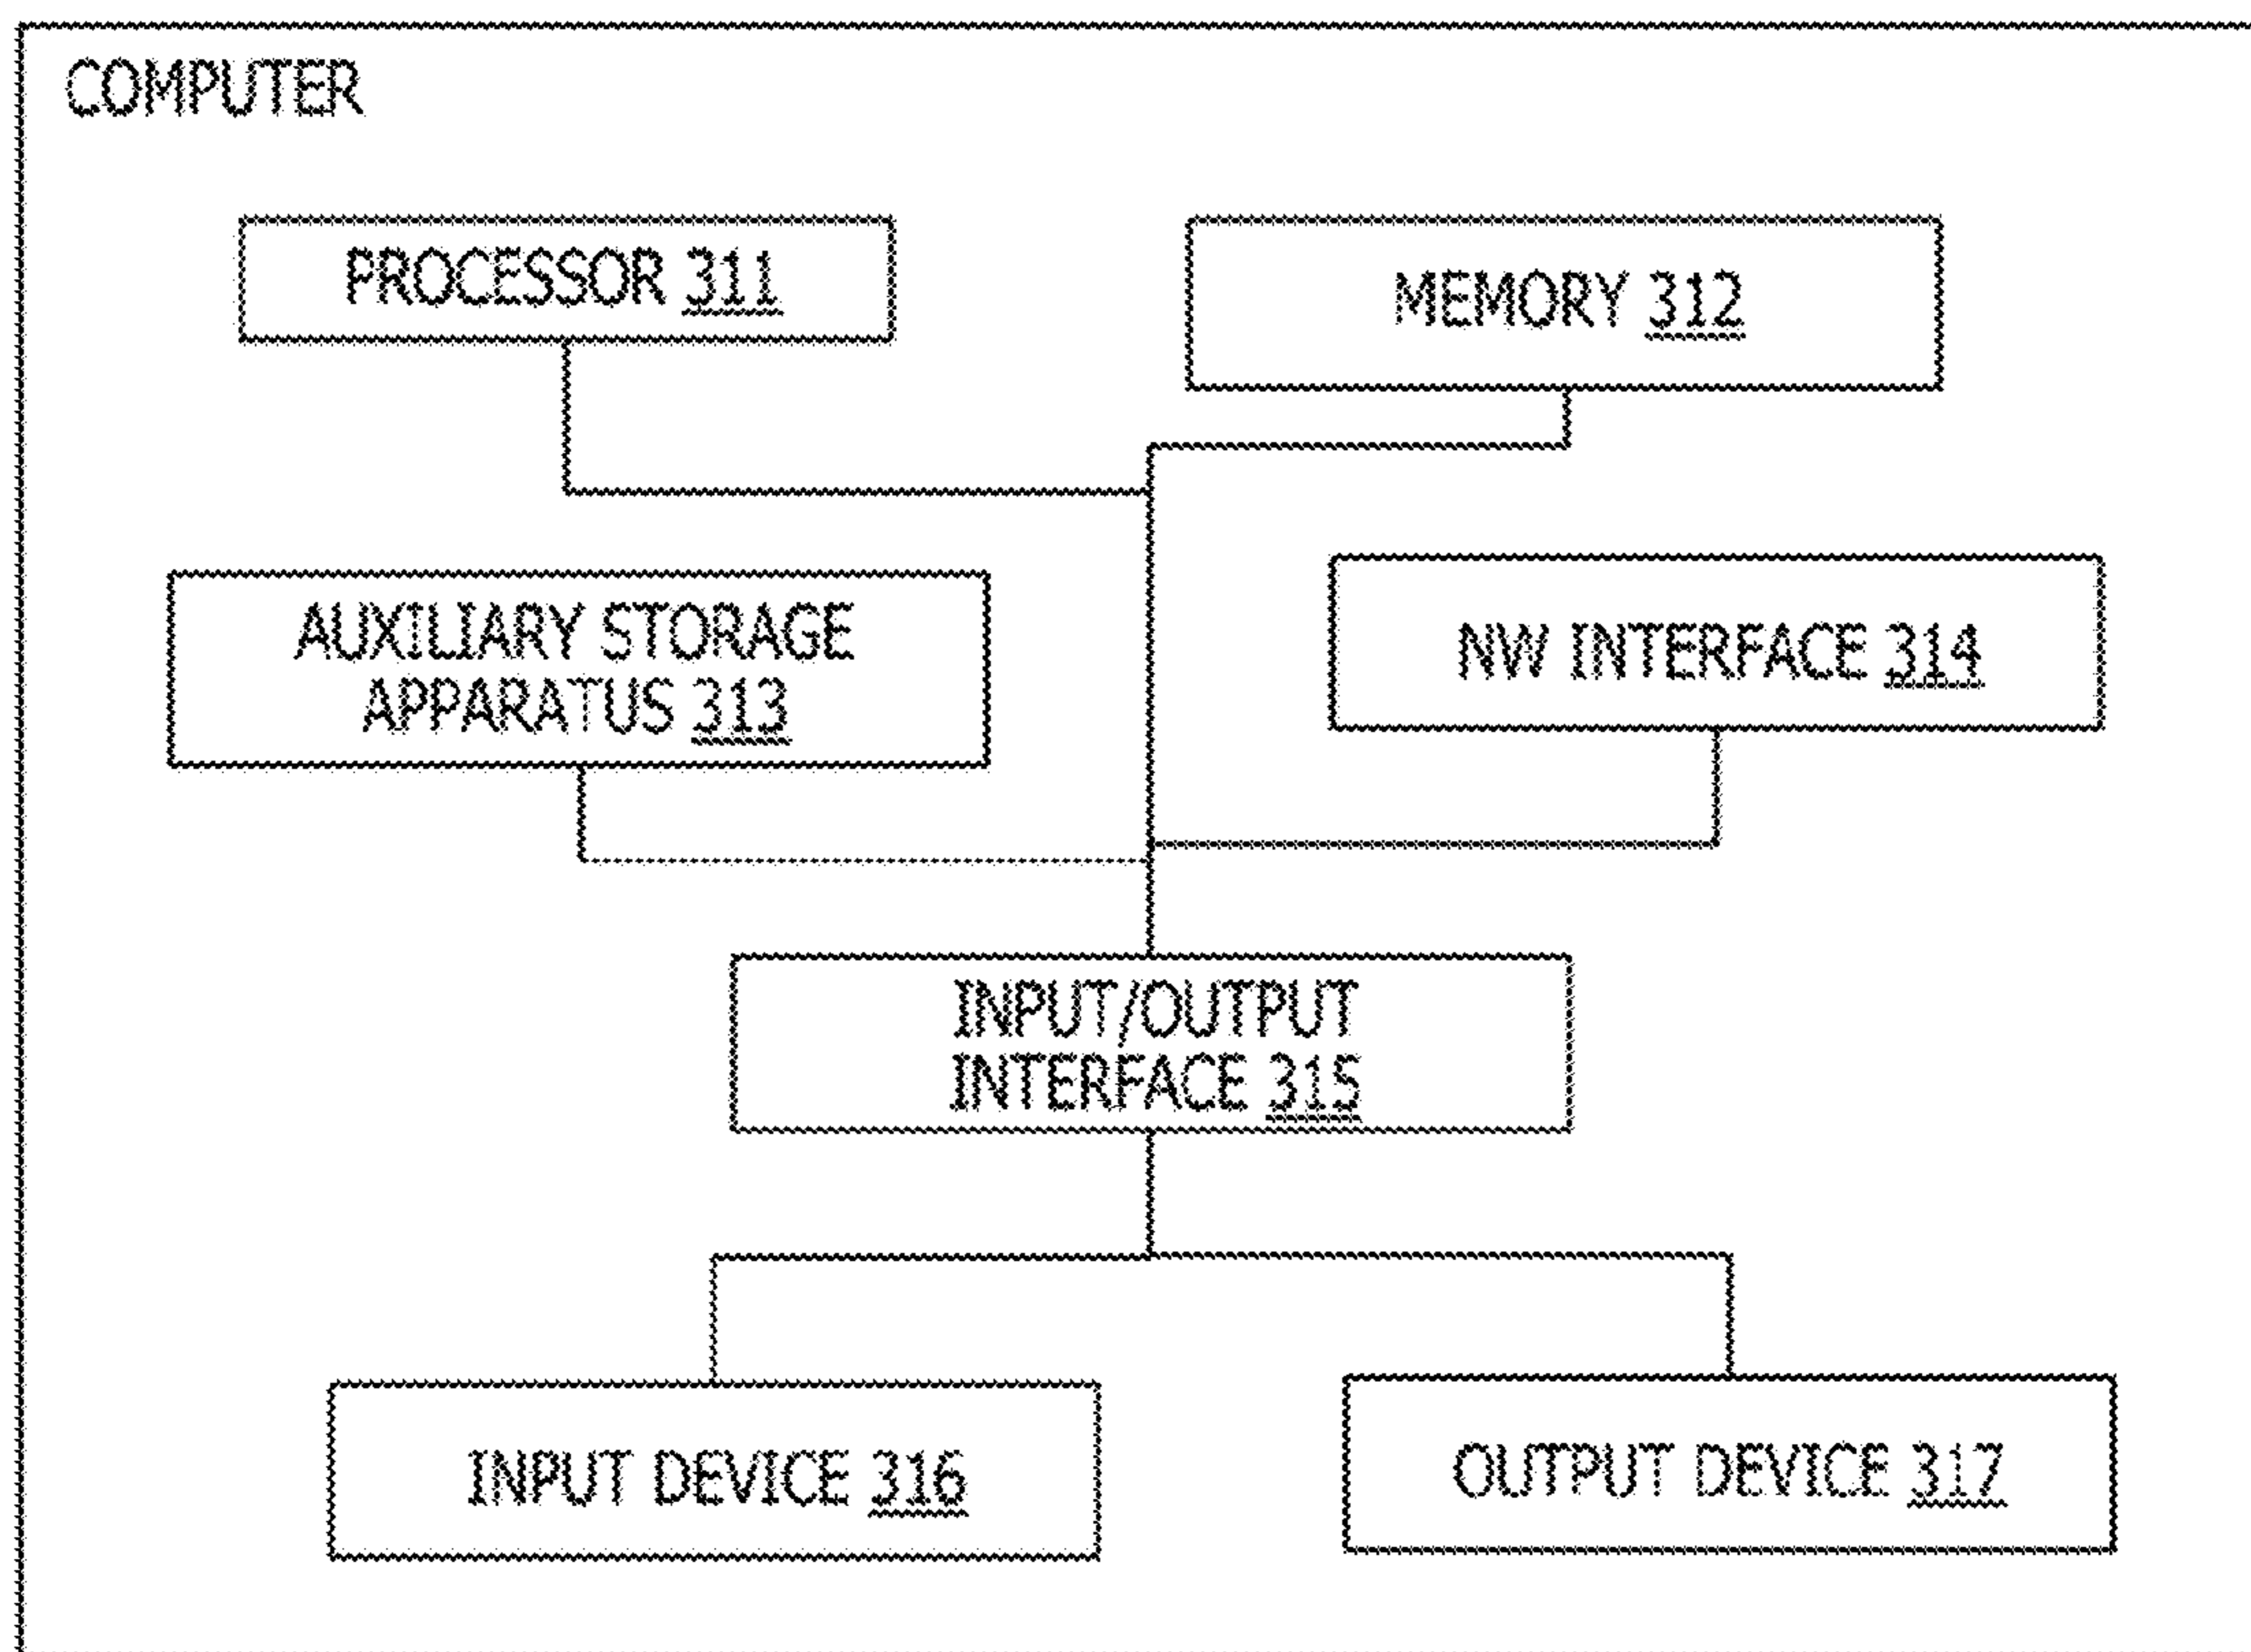 COMPUTER
PROCESSOR 311
MEMORY 312
AUXILIARY STORAGE
APPARATUS 313
NW INTERFACE 314
INPUT/OUTPUT
INTERFACE 315
INPUT DEVICE 316
OUTPUT DEVICE 317